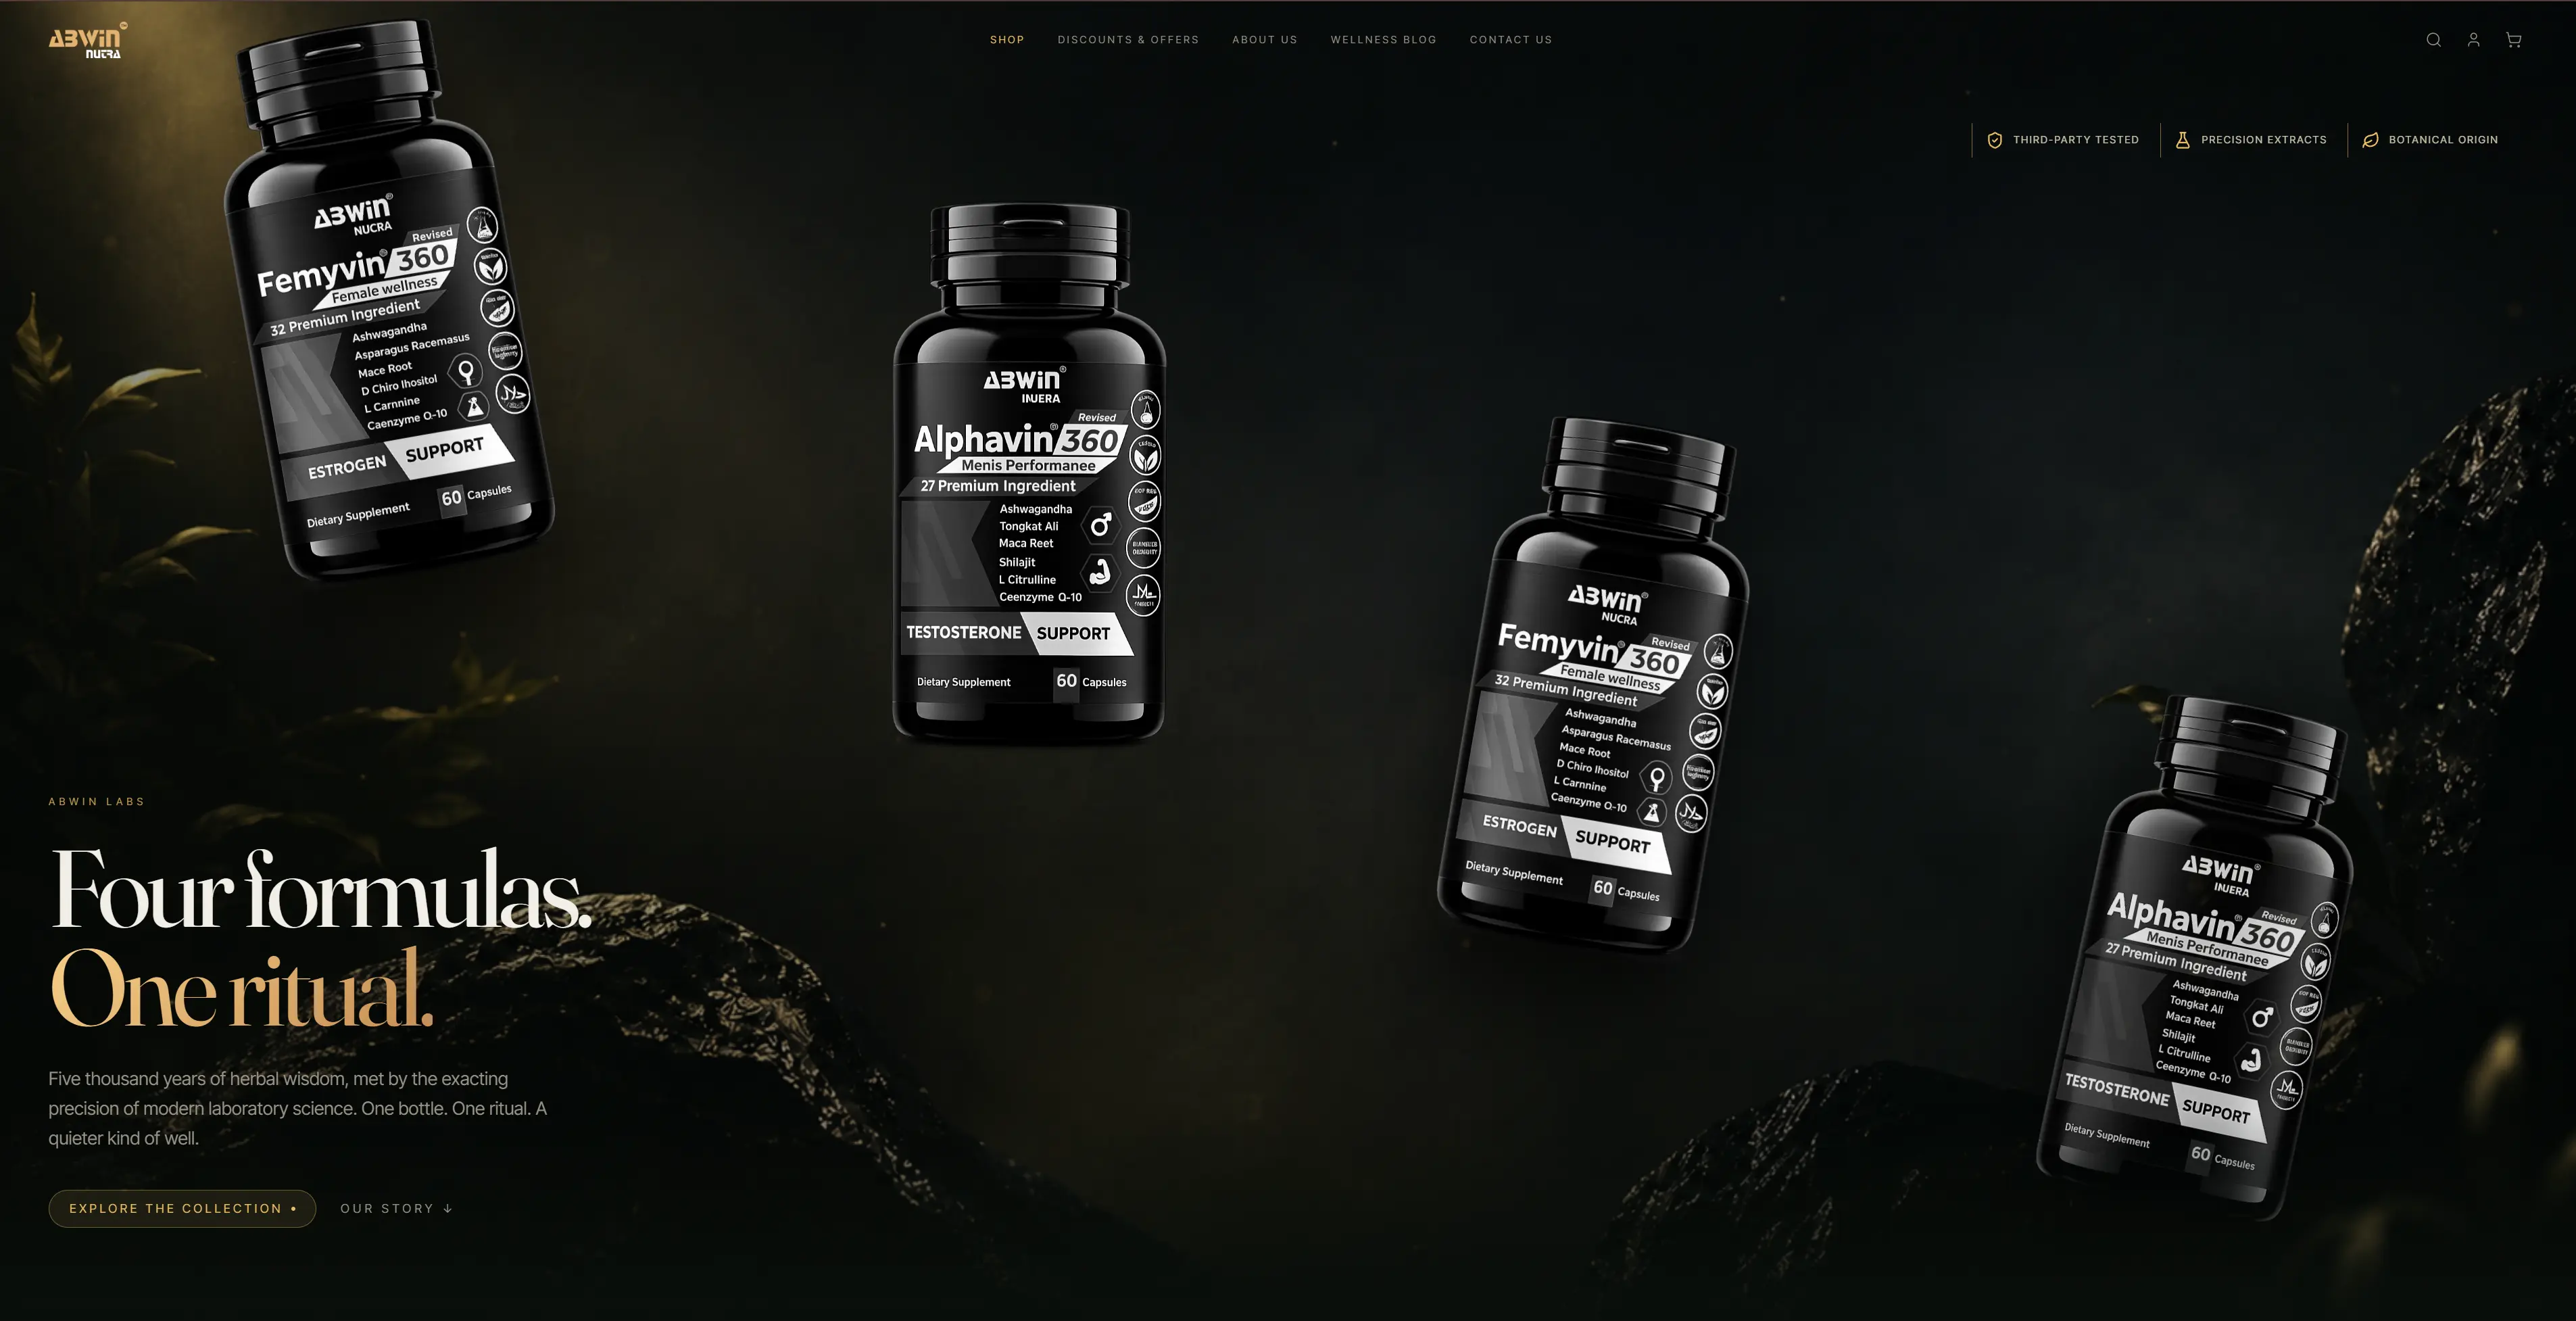 ABWIN
NUTRA
SHOP
DISCOUNTS & OFFERS
ABOUT US
WELLNESS BLOG
CONTACT US
THIRD-PARTY TESTED
PRECISION EXTRACTS
BOTANICAL ORIGIN
ABWIN
NUCRA
Revised
Femyvin® 360
Female wellness
32 Premium Ingredient
Ashwagandha
Asparagus Racemasus
Mace Root
D Chiro Ihositol
L Carnnine
Caenzyme Q-10
ESTROGEN SUPPORT
Dietary Supplement 60 Capsules
ABWIN
INUERA
Revised
Alphavin® 360
Menis Performanee
27 Premium Ingredient
Ashwagandha
Tongkat Ali
Maca Reet
Shilajit
L Citrulline
Ceenzyme Q-10
TESTOSTERONE SUPPORT
Dietary Supplement 60 Capsules
ABWIN
NUCRA
Revised
Femyvin® 360
Female wellness
32 Premium Ingredient
Ashwagandha
Asparagus Racemasus
Mace Root
D Chiro Ihositol
L Carnnine
Caenzyme Q-10
ESTROGEN SUPPORT
Dietary Supplement 60 Capsules
ABWIN
INUERA
Revised
Alphavin® 360
Menis Performanee
27 Premium Ingredient
Ashwagandha
Tongkat Ali
Maca Reet
Shilajit
L Citrulline
Ceenzyme Q-10
TESTOSTERONE SUPPORT
Dietary Supplement 60 Capsules
ABWIN LABS
Four formulas.
One ritual.
Five thousand years of herbal wisdom, met by the exacting
precision of modern laboratory science. One bottle. One ritual. A
quieter kind of well.
EXPLORE THE COLLECTION •
OUR STORY ↓